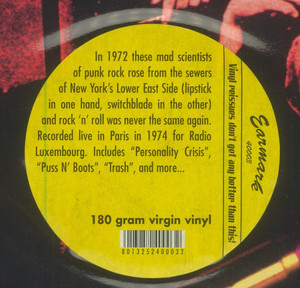 In 1972 these mad scientists
of punk rock rose from the sewers
of New York's Lower East Side (lipstick
in one hand, switchblade in the other)
and rock 'n' roll was never the same again.
Recorded live in Paris in 1974 for Radio
Luxembourg. Includes "Personality Crisis",
"Puss N' Boots", "Trash", and more...
180 gram virgin vinyl
8013252400032
Earmark
Vinyl reissues don't get any better than this!